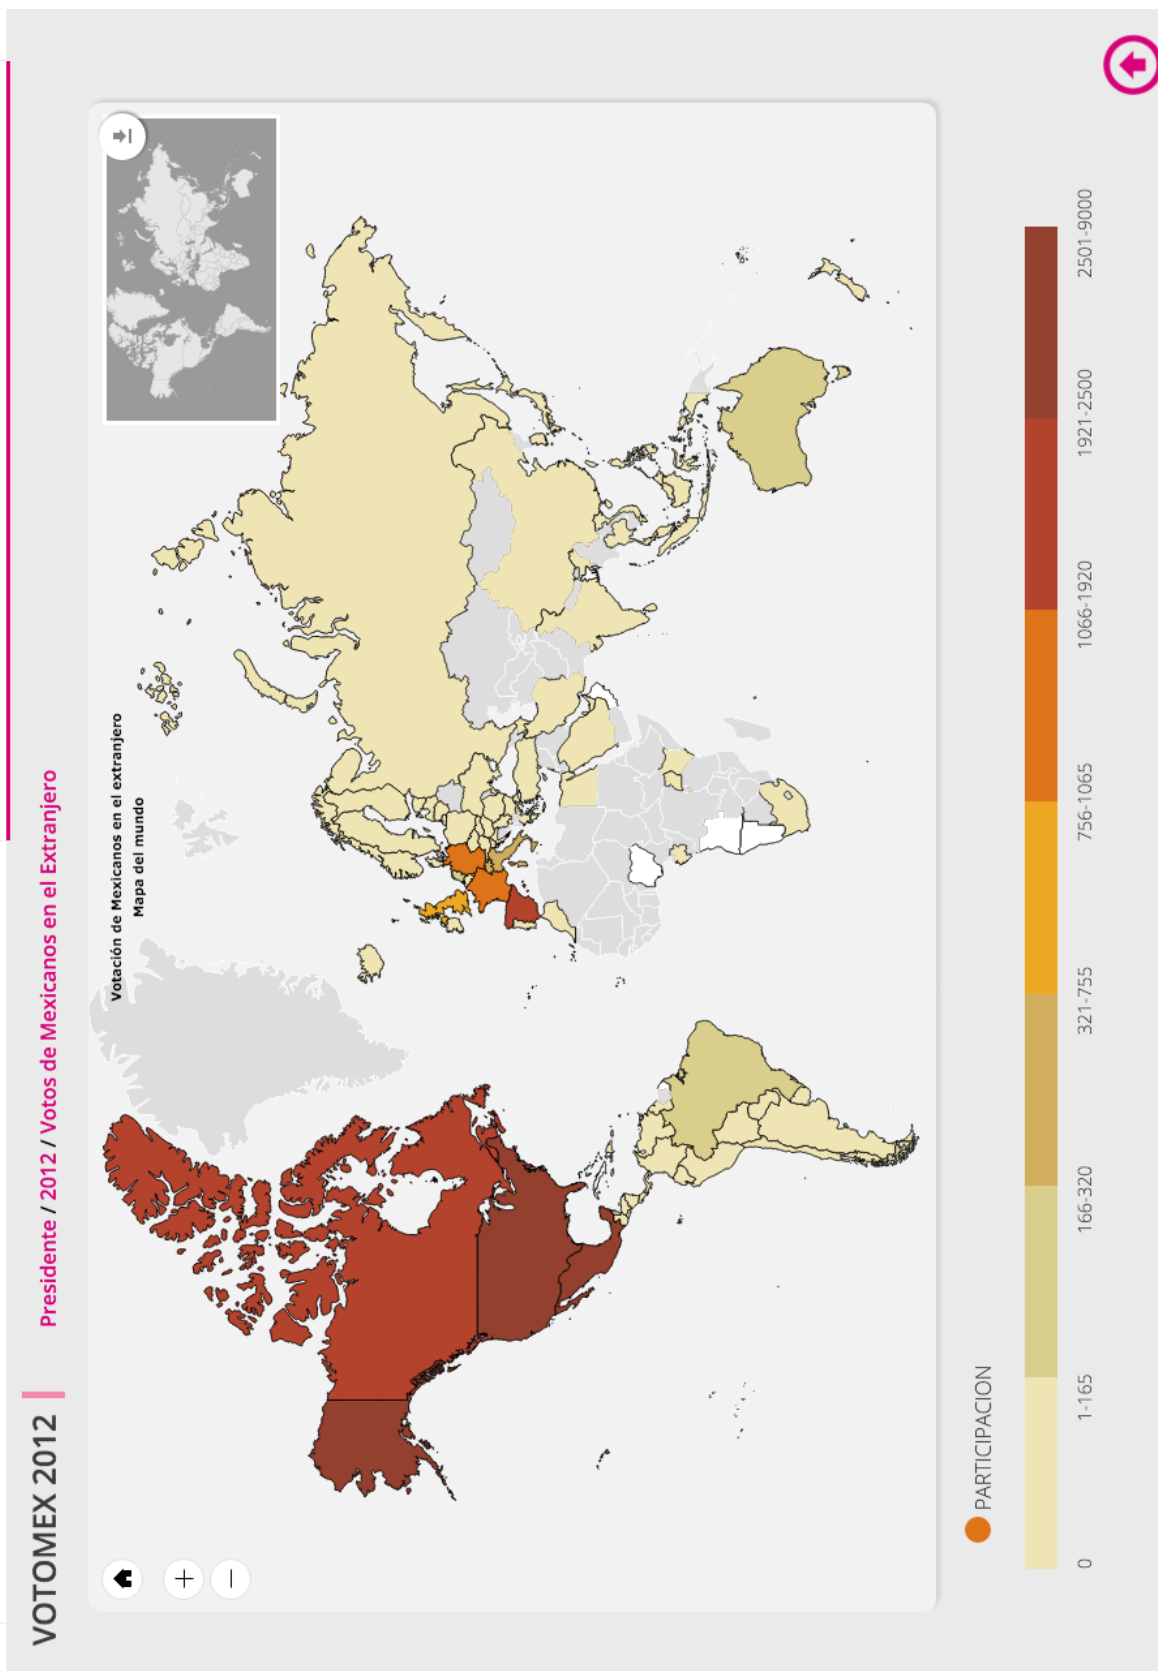 VOTOMEX 2012
Presidente / 2012 / Votos de Mexicanos en el Extranjero
Votación de Mexicanos en el extranjero
Mapa del mundo
PARTICIPACION
0
1-165
166-320
321-755
756-1065
1066-1920
1921-2500
2501-9000